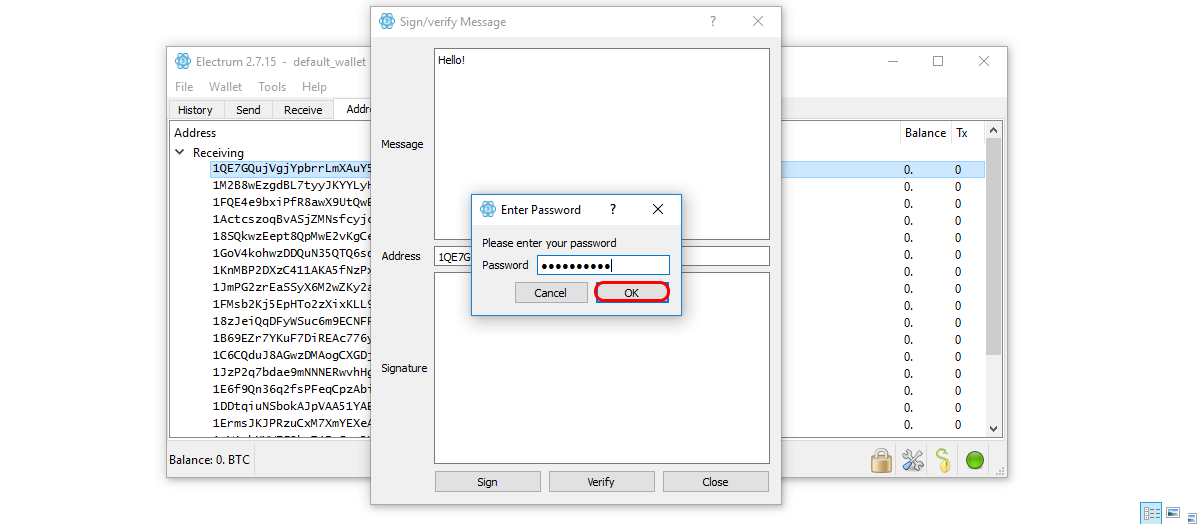 Sign/verify Message
Electrum 2.7.15 - default_wallet
File Wallet Tools Help
History Send Receive Addre
Address Balance Tx
Receiving
1QE7GQujVgjYpbrrLmXAuY5 0. 0
1M2B8wEzgdBL7tyyJKYYLyH 0. 0
1FQE4e9bxiPfR8awX9UtQwE 0. 0
1ActcszoqBvASjZMNsfcyjc 0. 0
18SQkwzEept8QpMwE2vKgCe 0. 0
1GoV4kohwzDDQuN35QTQ6sc 0. 0
1KnMBP2DXzC411AKA5fNzPx 0. 0
1JmPG2zrEaSSyX6M2wZKy2a 0. 0
1FMsb2Kj5EpHTo2zXixKLL9 0. 0
18zJeiQqDFyWSuc6m9ECNFF 0. 0
1B69EZr7YKuF7DiREAc776y 0. 0
1C6CQduJ8AGwzDMAogCXGDj 0. 0
1JzP2q7bdae9mNNNERwvhHg 0. 0
1E6f9Qn36q2fsPFeqCpzAbi 0. 0
1DDtqiuNSbokAJpVAA51YAE 0. 0
1ErmsJKJPRzuCxM7XmYEXeA 0. 0
Balance: 0. BTC
Message
Hello!
Address
1QE7G
Signature
Sign Verify Close
Enter Password ?
Please enter your password
Password ●●●●●●●●●●
Cancel OK